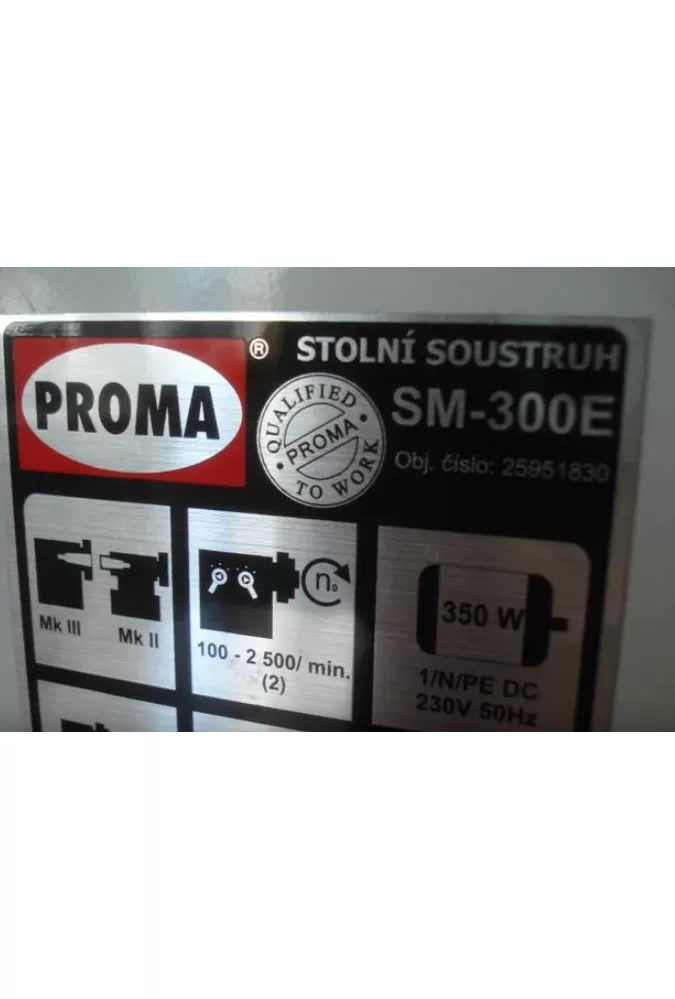 PROMA
®
STOLNÍ SOUSTRUH
QUALIFIED
PROMA
TO WORK
SM-300E
Obj. číslo: 25951830
Mk III
Mk II
n₀
100 - 2 500/ min.
(2)
350 W
1/N/PE DC
230V 50Hz